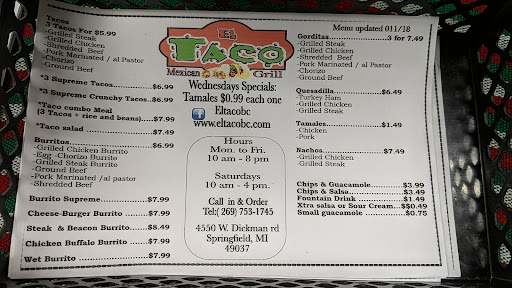 Tacos
3 Tacos For $5.99
-Grilled Steak
-Grilled Chicken
-Shredded Beef
-Pork Marinated / al Pastor
-Chorizo
-Ground Beef
*3 Supreme Tacos..........$6.99
*3 Supreme Crunchy Tacos..$6.99
*Taco combo Meal
(3 Tacos + rice and beans).....$7.99
*Taco salad ..................$7.49
Burritos.......................$6.99
-Grilled Chicken Burrito
-Egg -Chorizo Burrito
-Grilled Steak Burrito
-Ground Beef
-Pork Marinated /al pastor
-Shredded Beef
Burrito Supreme...........$7.99
Cheese-Burger Burrito .....$7.99
Steak & Beacon Burrito.....$8.49
Chicken Buffalo Burrito ....$7.99
Wet Burrito ................$7.99
El
TACO
Mexican Grill
Wednesdays Specials:
Tamales $0.99 each one
f Eltacobc
www.eltacobc.com
Hours
Mon. to Fri.
10 am - 8 pm
Saturdays
10 am - 4 pm.
Call in & Order
Tel:( 269) 753-1745
4550 W. Dickman rd
Springfield, MI
49037
Menu updated 011/18
Gorditas...............3 for 7.49
-Grilled Steak
-Grilled Chicken
-Shredded Beef
-Pork Marinated / al Pastor
-Chorizo
-Ground Beef
Quesadilla..................$6.49
-Turkey Ham
-Grilled Chicken
-Grilled Steak
Tamales.....................$1.49
-Chicken
-Pork
Nachos .....................$7.49
-Grilled Chicken
-Grilled Steak
Chips & Guacamole.........$3.99
Chips & Salsa..............$3.49
Fountain Drink ............$1.49
Xtra salsa or Sour Cream...$$0.49
Small guacamole ...........$0.75